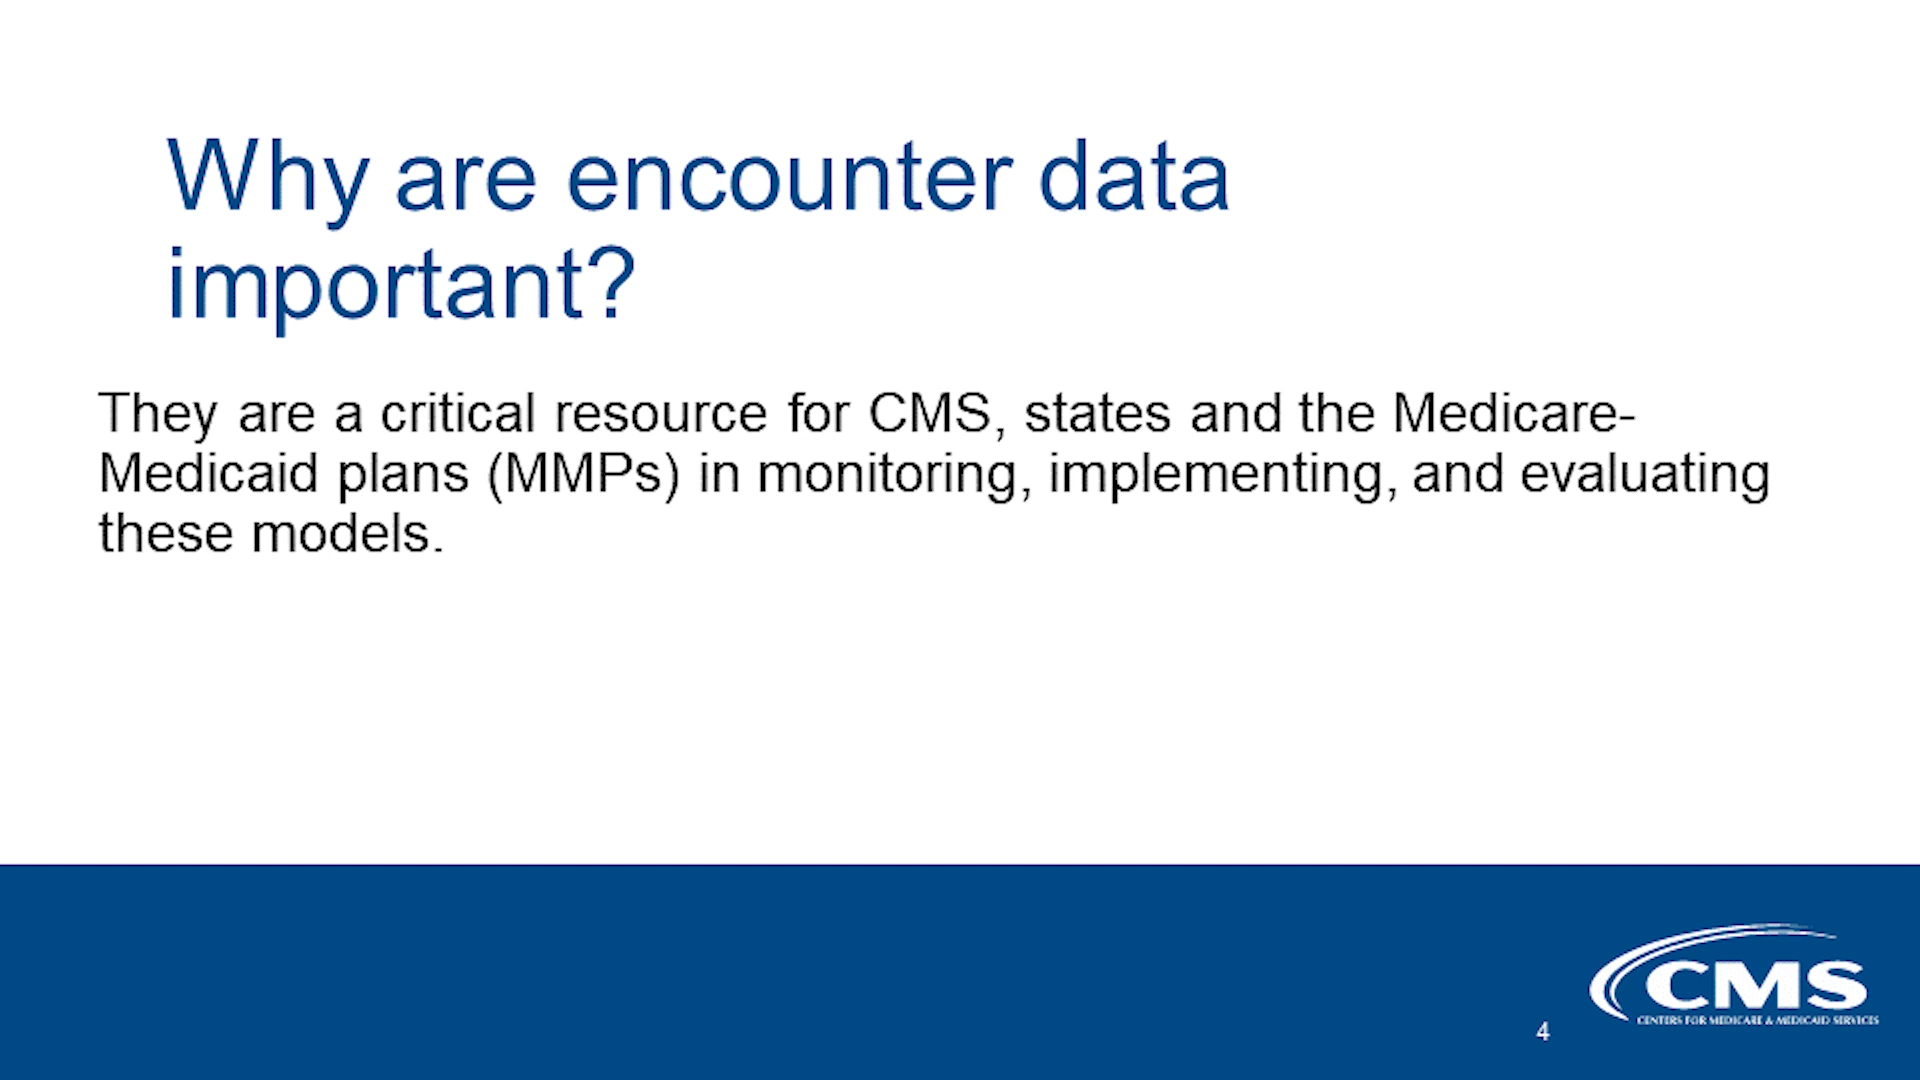 Why are encounter data
important?
They are a critical resource for CMS, states and the Medicare-
Medicaid plans (MMPs) in monitoring, implementing, and evaluating
these models.
CMS
CENTERS FOR MEDICARE & MEDICAID SERVICES
4